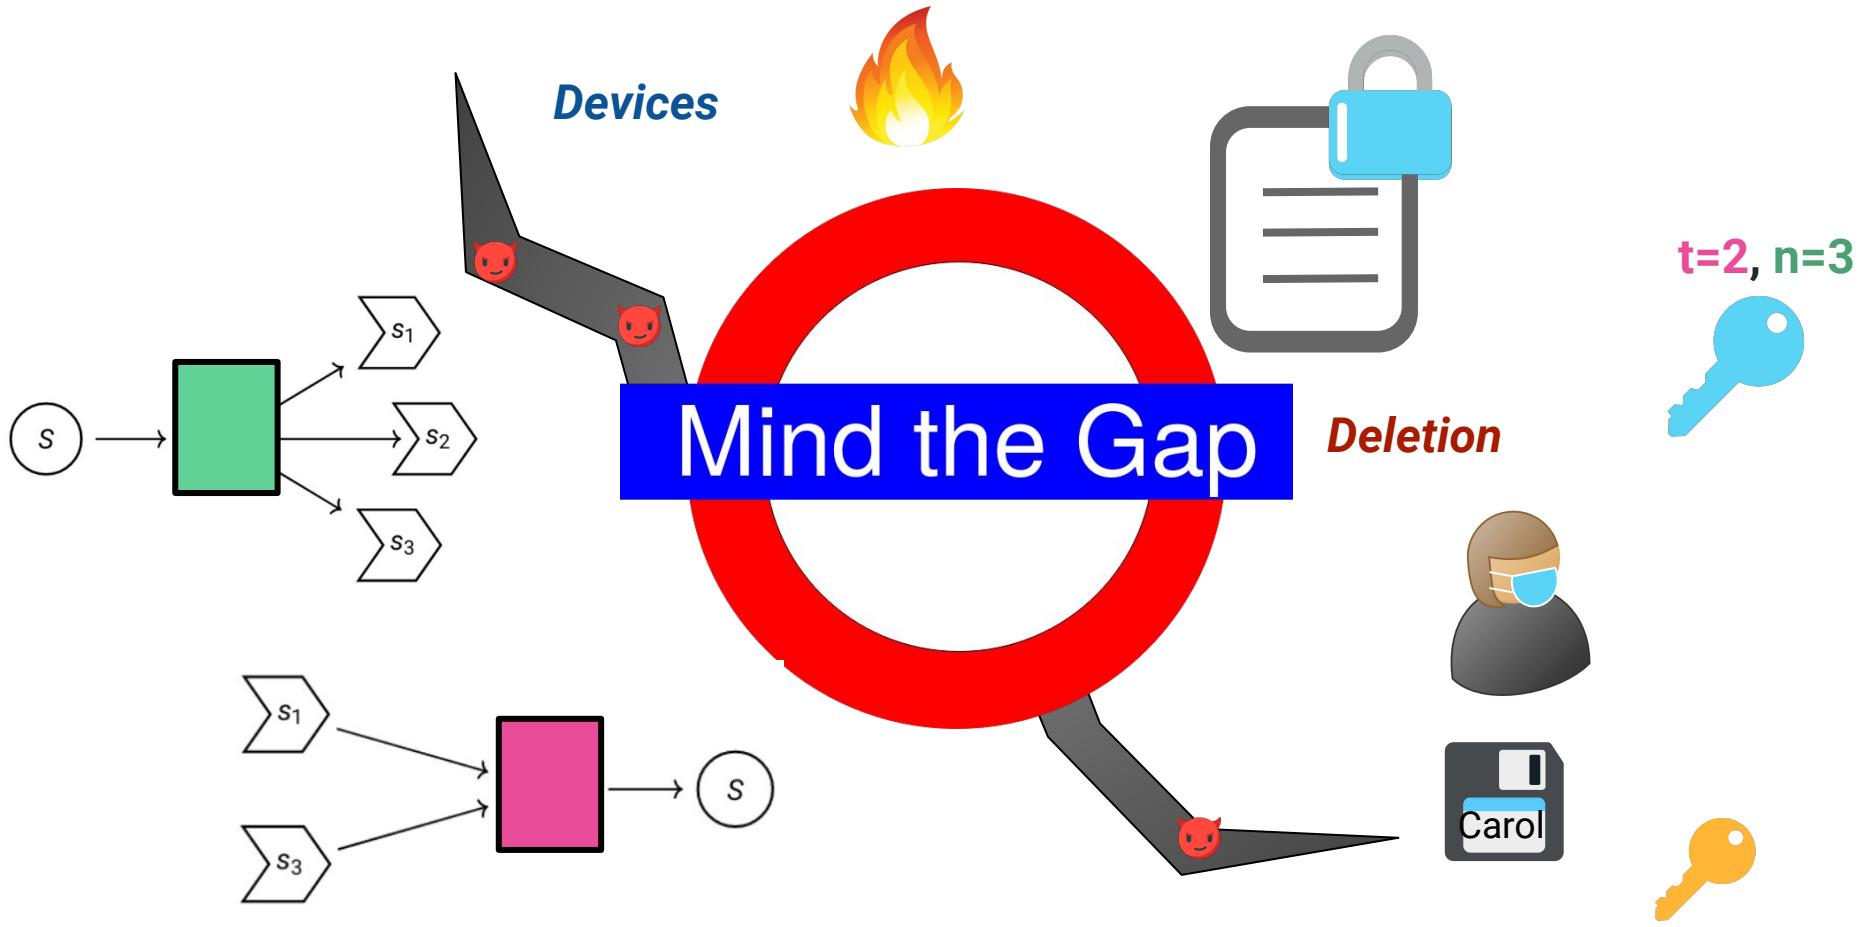 Devices
t=2, n=3
s1
S
s2
Mind the Gap
Deletion
s3
s1
S
s3
Carol